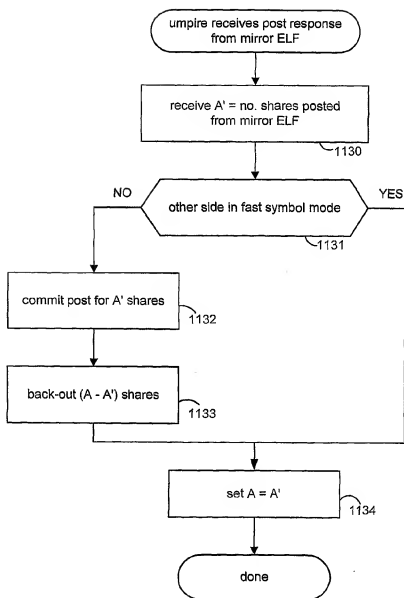 umpire receives post response
from mirror ELF
receive A' = no. shares posted
from mirror ELF
1130
NO
YES
other side in fast symbol mode
1131
commit post for A' shares
1132
back-out (A - A') shares
1133
set A = A'
1134
done